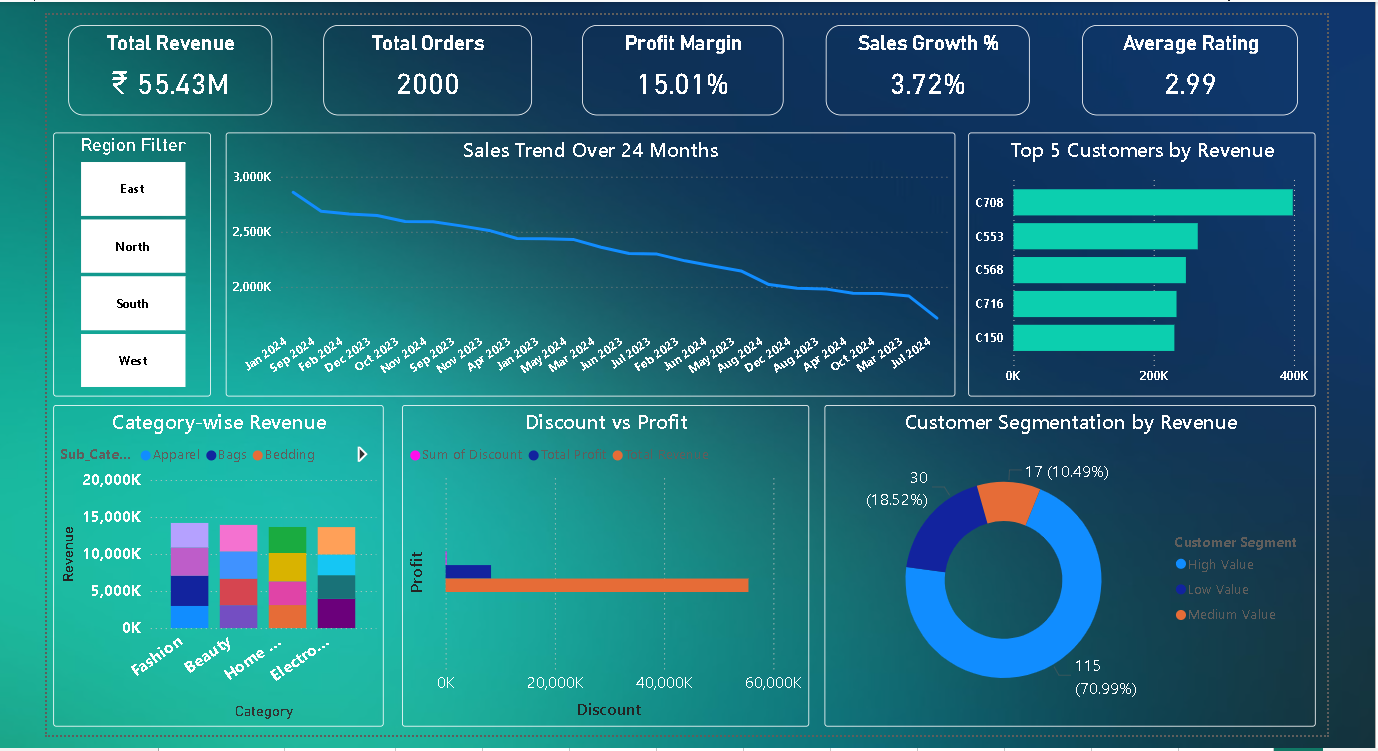 Total Revenue
₹ 55.43M
Total Orders
2000
Profit Margin
15.01%
Sales Growth %
3.72%
Average Rating
2.99
Region Filter
East
North
South
West
Sales Trend Over 24 Months
3,000K
2,500K
2,000K
Jan 2024
Sep 2024
Feb 2024
Dec 2023
Oct 2023
Nov 2024
Sep 2023
Nov 2023
Apr 2023
Jan 2023
May 2024
Mar 2024
Jun 2023
Jul 2023
Feb 2023
Jun 2024
May 2023
Aug 2024
Dec 2024
Aug 2023
Apr 2024
Oct 2024
Mar 2023
Jul 2024
Top 5 Customers by Revenue
C708
C553
C568
C716
C150
0K 200K 400K
Category-wise Revenue
Sub_Cate... Apparel Bags Bedding
20,000K
15,000K
10,000K
5,000K
0K
Revenue
Fashion
Beauty
Home ...
Electro...
Category
Discount vs Profit
Sum of Discount Total Profit Total
Profit
0K 20,000K 40,000K 60,000K
Discount
Customer Segmentation by Revenue
17 (10.49%)
30
(18.52%)
115
(70.99%)
Customer Segment
High Value
Low Value
Medium Value